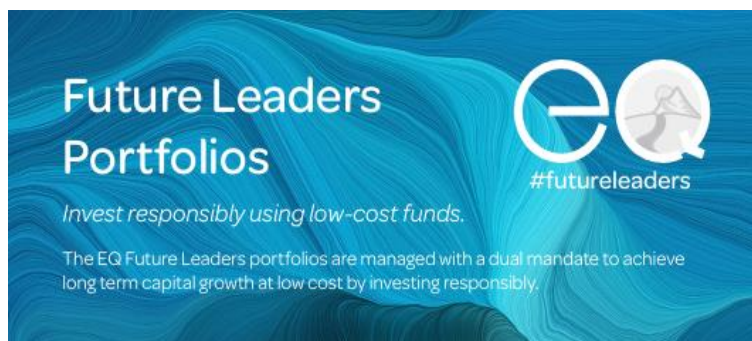 Future Leaders
Portfolios
eQ
#futureleaders
Invest responsibly using low-cost funds.
The EQ Future Leaders portfolios are managed with a dual mandate to achieve
long term capital growth at low cost by investing responsibly.